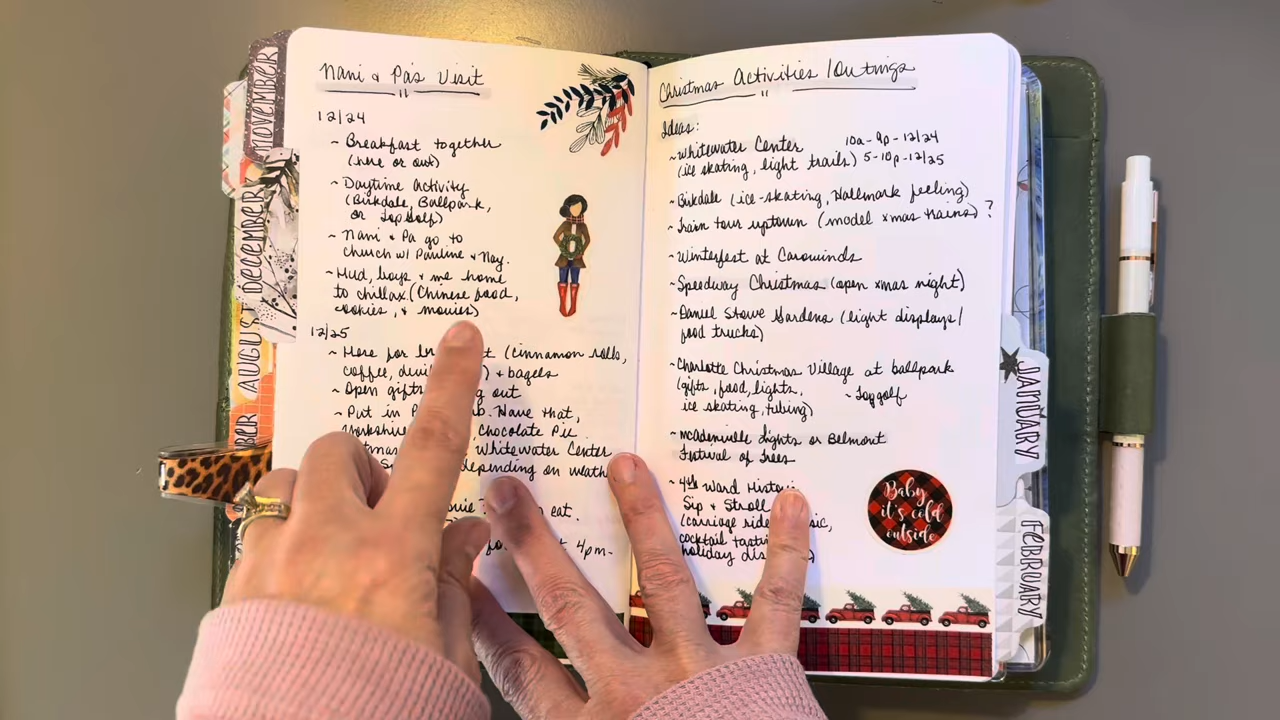 Nani & Pa's Visit
12/24
~ Breakfast together
(here or out)
~ Daytime Activity
(Birkdale, Ballpark,
or Top Golf)
~ Nani & Pa go to
Church w/ Pauline & Nay.
~ Hud, boys & me home
to chillax (Chinese food,
cookies, & movies)
12/25
~ Here for (cinnamon rolls,
coffee, ) & bagels
~ Open gifts out
~ Put in Have that,
Yorkshire Chocolate Pie
Whitewater Center
depending on weath
eat.
4pm-
Christmas Activities/Outings
Ideas:
~ Whitewater Center 10a-9p-12/24
(ice skating, light trails) 5-10p-12/25
~ Birkdale (ice-skating, Hallmark feeling)
~ Train tour uptown (model xmas trains) ?
~ Winterfest at Carowinds
~ Speedway Christmas (open xmas night)
~ Daniel Stowe Gardens (light displays/
food trucks)
~ Charlotte Christmas Village at ballpark
(gifts, food, lights, ~ Topgolf
ice skating, tubing)
~ McAdenville Lights or Belmont
Festival of Trees
~ 4th Ward
Sip & Stroll
(carriage
cocktail
holiday
Baby
it's cold
outside
NOVEMBER
DECEMBER
AUGUST
JANUARY
FEBRUARY